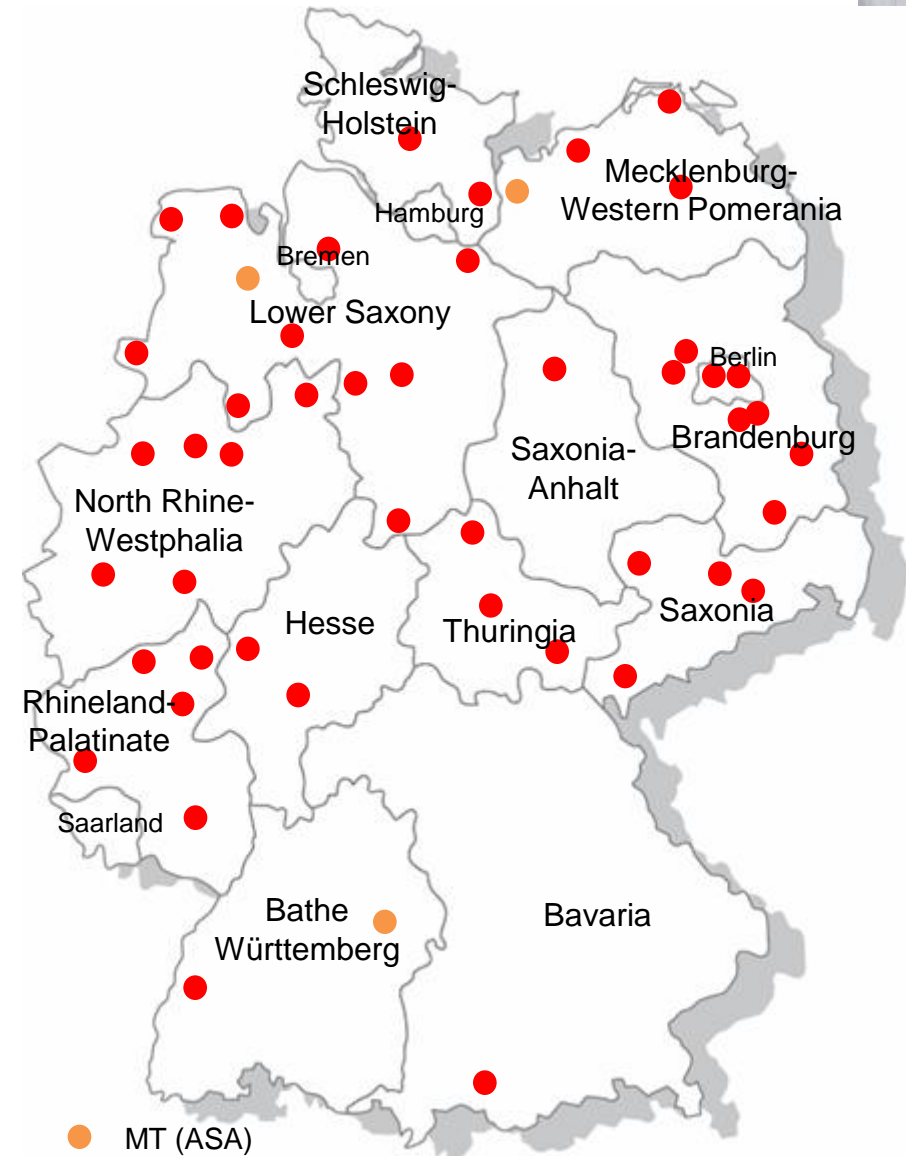 Schleswig-
Holstein
Mecklenburg-
Western Pomerania
Hamburg
Bremen
Lower Saxony
Berlin
Brandenburg
Saxonia-
Anhalt
North Rhine-
Westphalia
Hesse
Thuringia
Saxonia
Rhineland-
Palatinate
Saarland
Bathe
Württemberg
Bavaria
MT (ASA)